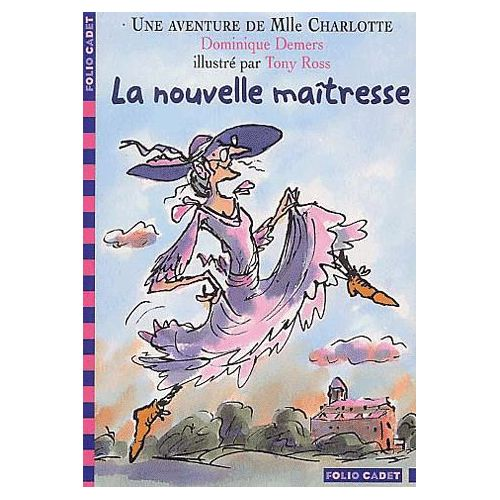 · UNE AVENTURE DE Mlle CHARLOTTE
Dominique Demers
illustré par Tony Ross
La nouvelle maîtresse
FOLIO CADET
FOLIO CADET